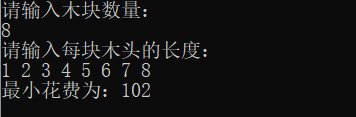 请输入木块数量：
8
请输入每块木头的长度：
1 2 3 4 5 6 7 8
最小花费为：102